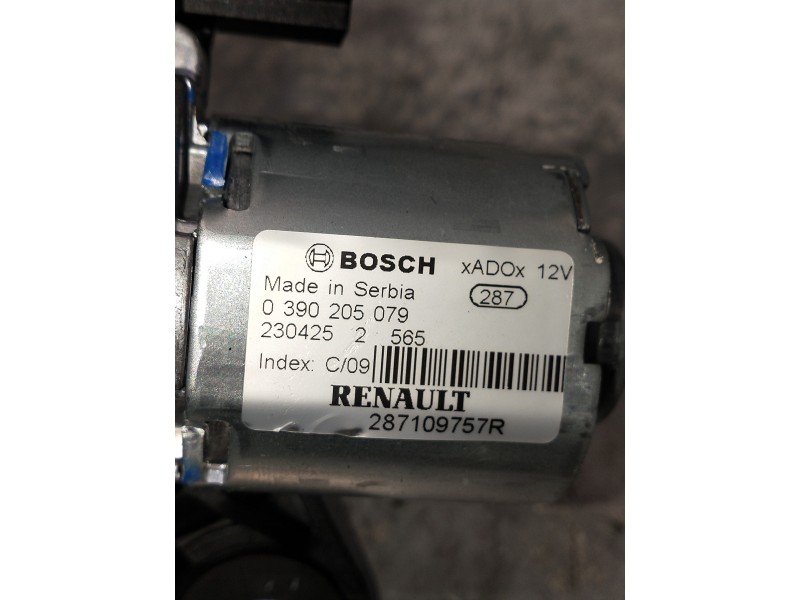 BOSCH xADOx 12V
Made in Serbia 287
0 390 205 079
230425 2 565
Index: C/09
RENAULT
287109757R